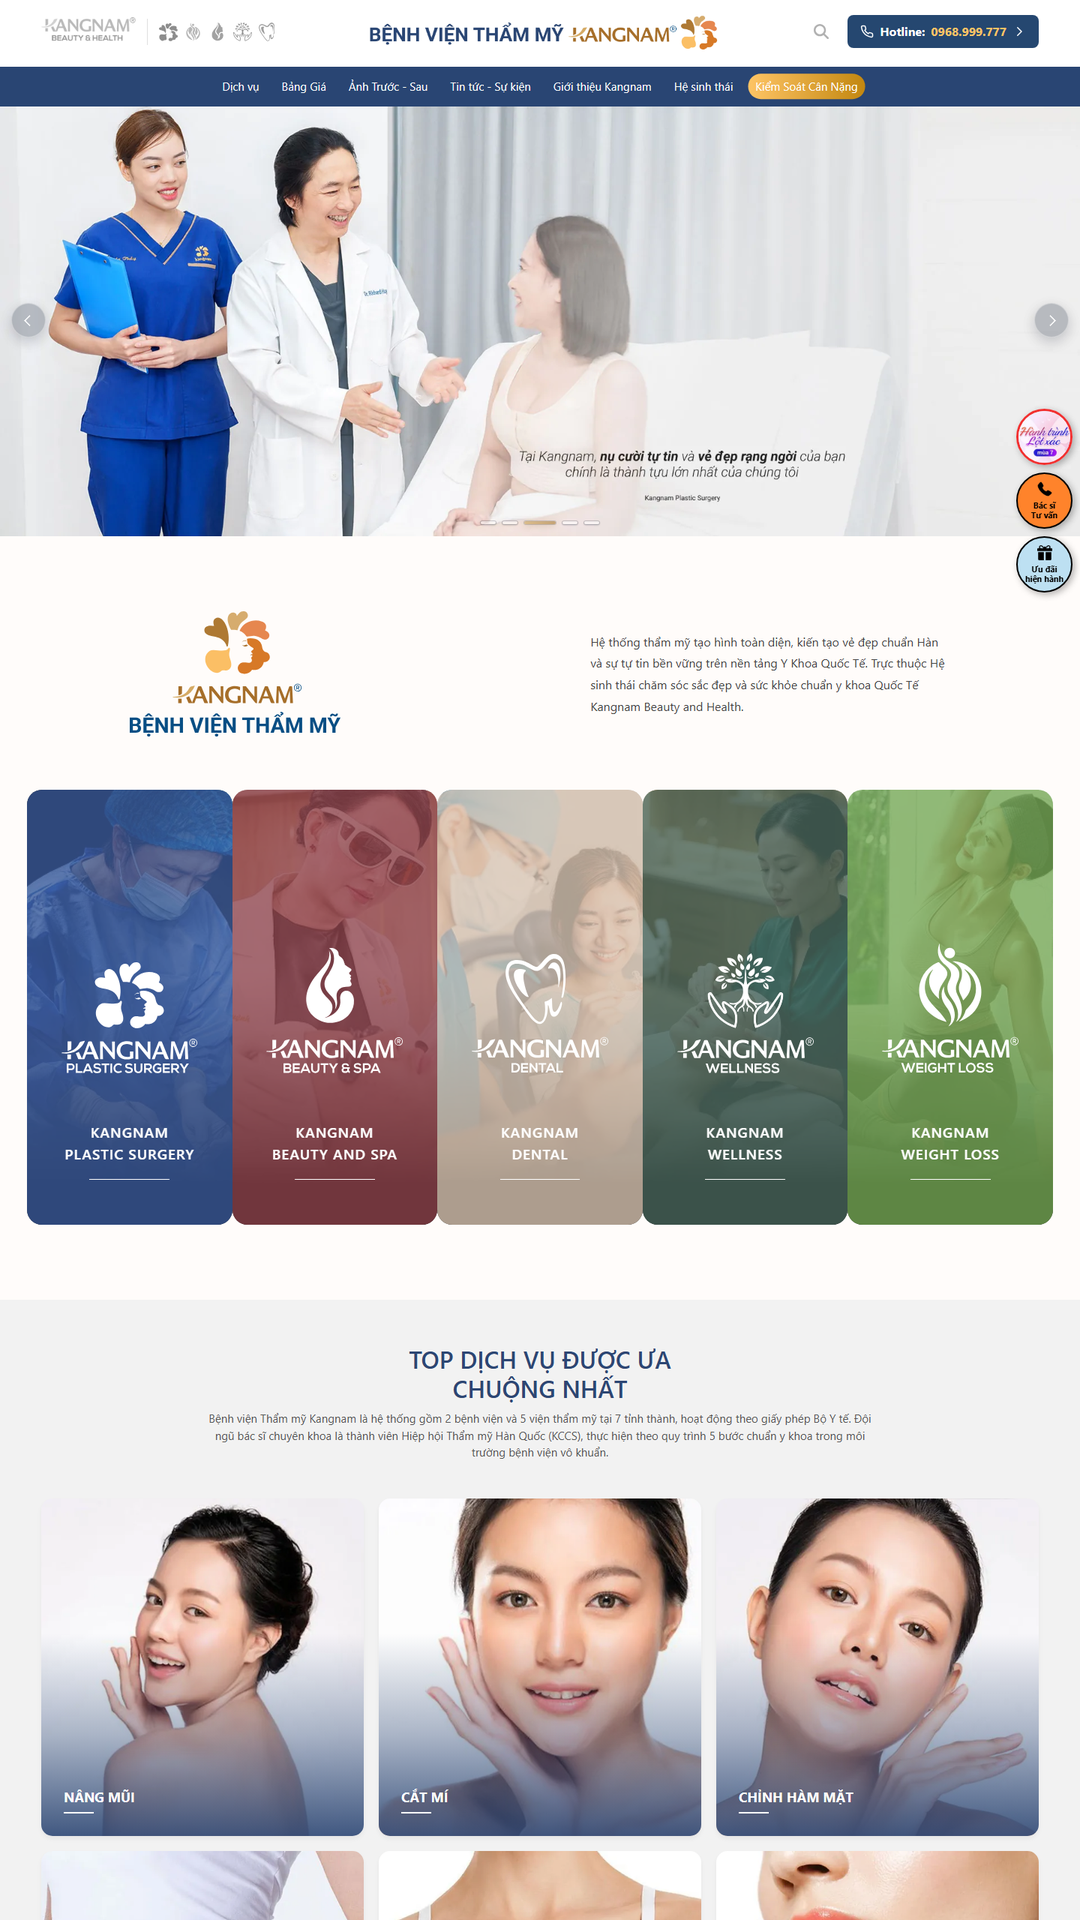 KANGNAM®
BEAUTY & HEALTH
BỆNH VIỆN THẨM MỸ KANGNAM®
Hotline: 0968.999.777
Dịch vụ
Bảng Giá
Ảnh Trước - Sau
Tin tức - Sự kiện
Giới thiệu Kangnam
Hệ sinh thái
Kiểm Soát Cân Nặng
kangnam
Tại Kangnam, nụ cười tự tin và vẻ đẹp rạng ngời của bạn
chính là thành tựu lớn nhất của chúng tôi
Kangnam Plastic Surgery
Hành trình
Lột xác
mùa 7
Bác sĩ
Tư vấn
Ưu đãi
hiện hành
KANGNAM®
BỆNH VIỆN THẨM MỸ
Hệ thống thẩm mỹ tạo hình toàn diện, kiến tạo vẻ đẹp chuẩn Hàn
và sự tự tin bền vững trên nền tảng Y Khoa Quốc Tế. Trực thuộc Hệ
sinh thái chăm sóc sắc đẹp và sức khỏe chuẩn y khoa Quốc Tế
Kangnam Beauty and Health.
KANGNAM®
PLASTIC SURGERY
KANGNAM
PLASTIC SURGERY
KANGNAM®
BEAUTY & SPA
KANGNAM
BEAUTY AND SPA
KANGNAM®
DENTAL
KANGNAM
DENTAL
KANGNAM®
WELLNESS
KANGNAM
WELLNESS
KANGNAM®
WEIGHT LOSS
KANGNAM
WEIGHT LOSS
TOP DỊCH VỤ ĐƯỢC ƯA
CHUỘNG NHẤT
Bệnh viện Thẩm mỹ Kangnam là hệ thống gồm 2 bệnh viện và 5 viện thẩm mỹ tại 7 tỉnh thành, hoạt động theo giấy phép Bộ Y tế. Đội
ngũ bác sĩ chuyên khoa là thành viên Hiệp hội Thẩm mỹ Hàn Quốc (KCCS), thực hiện theo quy trình 5 bước chuẩn y khoa trong môi
trường bệnh viện vô khuẩn.
NÂNG MŨI
CẮT MÍ
CHỈNH HÀM MẶT